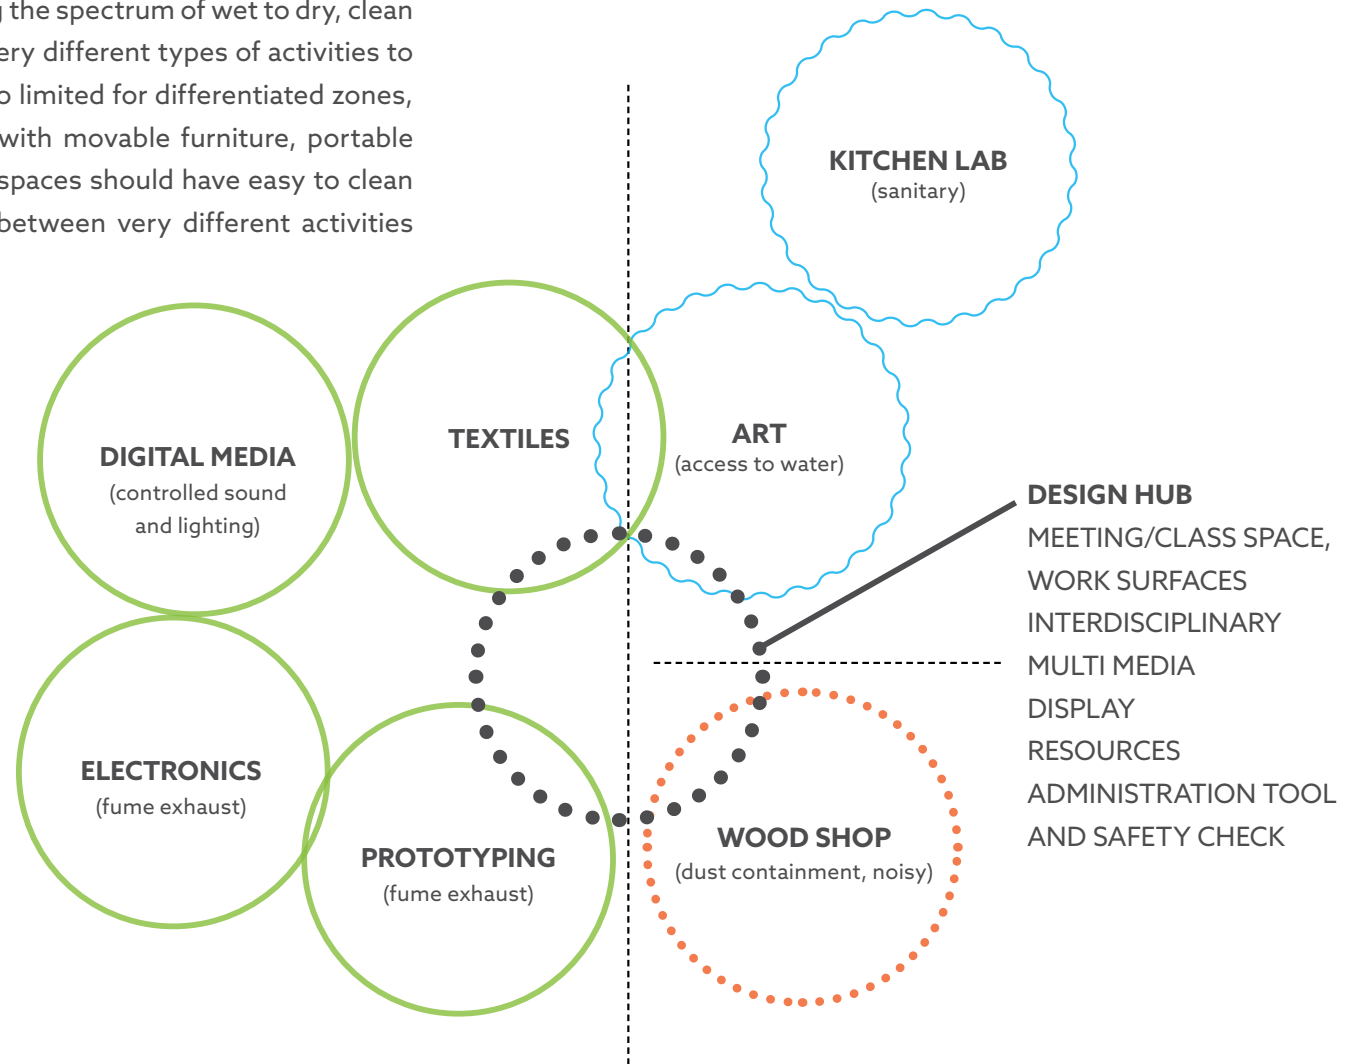 the spectrum of wet to dry, clean
very different types of activities to
limited for differentiated zones,
with movable furniture, portable
spaces should have easy to clean
between very different activities
KITCHEN LAB
(sanitary)
TEXTILES
ART
(access to water)
DIGITAL MEDIA
(controlled sound
and lighting)
DESIGN HUB
MEETING/CLASS SPACE,
WORK SURFACES
INTERDISCIPLINARY
MULTI MEDIA
DISPLAY
RESOURCES
ADMINISTRATION TOOL
AND SAFETY CHECK
ELECTRONICS
(fume exhaust)
PROTOTYPING
(fume exhaust)
WOOD SHOP
(dust containment, noisy)